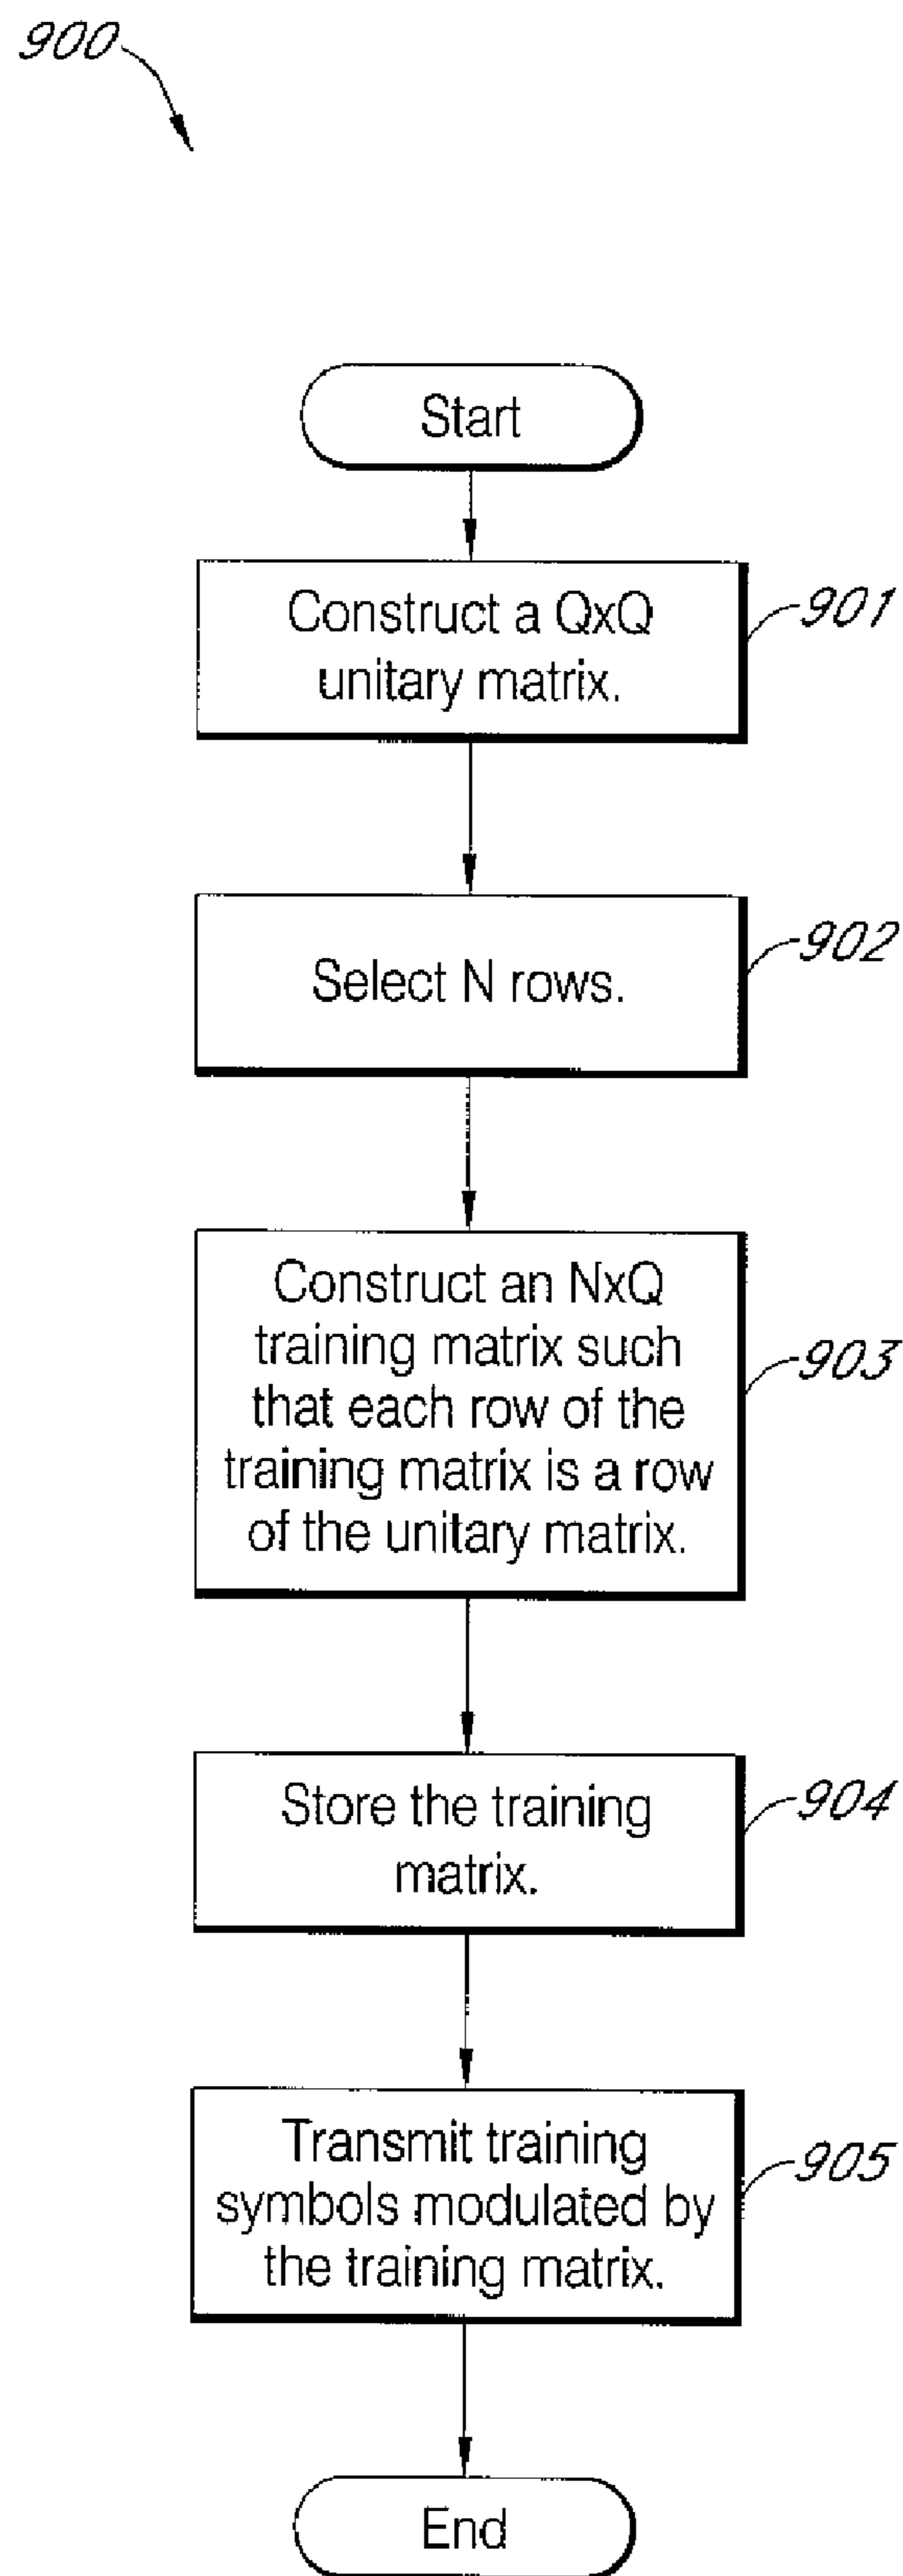 900
Start
Construct a QxQ
unitary matrix.
901
Select N rows.
902
Construct an NxQ
training matrix such
that each row of the
training matrix is a row
of the unitary matrix.
903
Store the training
matrix.
904
Transmit training
symbols modulated by
the training matrix.
905
End